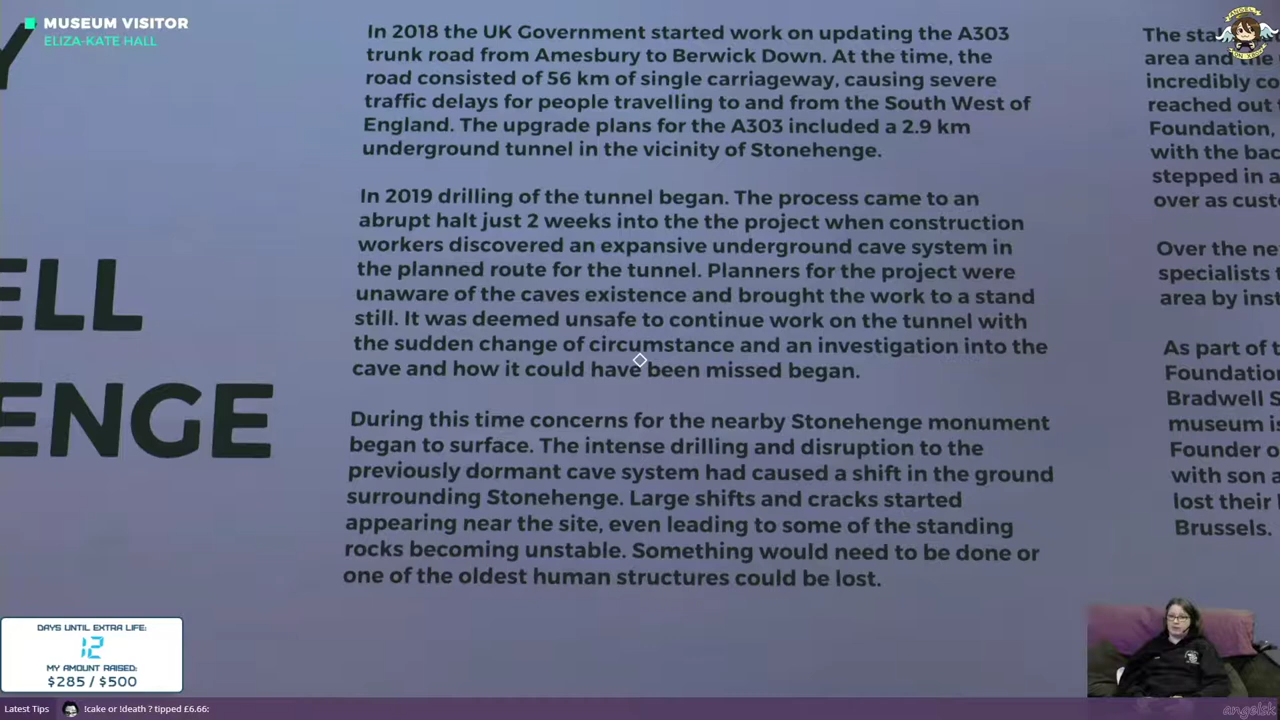 MUSEUM VISITOR
ELIZA-KATE HALL
Y
ELL
ENGE
In 2018 the UK Government started work on updating the A303
trunk road from Amesbury to Berwick Down. At the time, the
road consisted of 56 km of single carriageway, causing severe
traffic delays for people travelling to and from the South West of
England. The upgrade plans for the A303 included a 2.9 km
underground tunnel in the vicinity of Stonehenge.
In 2019 drilling of the tunnel began. The process came to an
abrupt halt just 2 weeks into the the project when construction
workers discovered an expansive underground cave system in
the planned route for the tunnel. Planners for the project were
unaware of the caves existence and brought the work to a stand
still. It was deemed unsafe to continue work on the tunnel with
the sudden change of circumstance and an investigation into the
cave and how it could have been missed began.
During this time concerns for the nearby Stonehenge monument
began to surface. The intense drilling and disruption to the
previously dormant cave system had caused a shift in the ground
surrounding Stonehenge. Large shifts and cracks started
appearing near the site, even leading to some of the standing
rocks becoming unstable. Something would need to be done or
one of the oldest human structures could be lost.
The sta
area and the
incredibly co
reached out t
Foundation,
with the bac
stepped in a
over as custo
Over the ne
specialists f
area by inst
As part of t
Foundation
Bradwell S
museum is
Founder o
with son a
lost their
Brussels.
ANGEL
DAYS UNTIL EXTRA LIFE:
12
MY AMOUNT RAISED:
$285 / $500
Latest Tips !cake or !death ? tipped £6.66:
angelsk